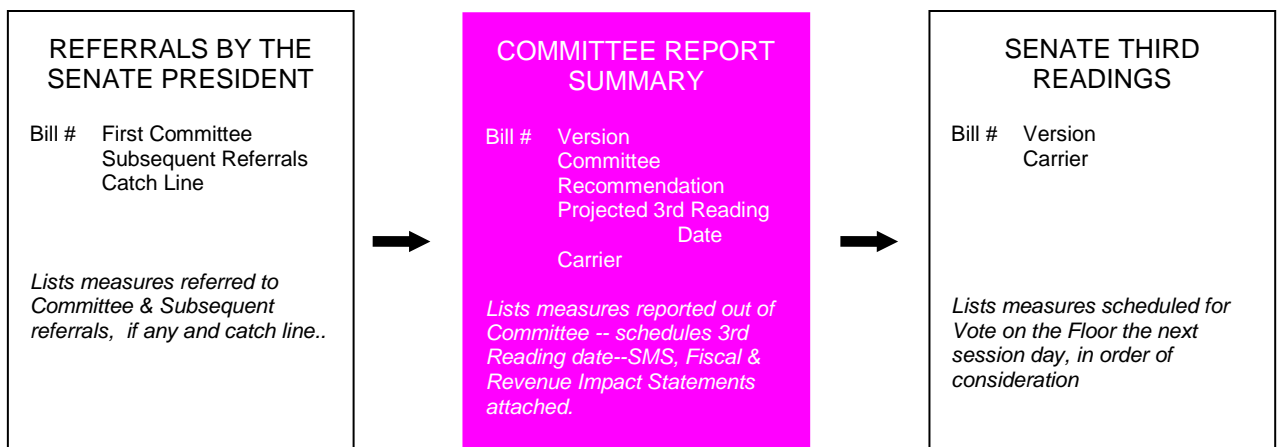 REFERRALS BY THE
SENATE PRESIDENT
Bill # First Committee
Subsequent Referrals
Catch Line
Lists measures referred to
Committee & Subsequent
referrals, if any and catch line..
COMMITTEE REPORT
SUMMARY
Bill # Version
Committee
Recommendation
Projected 3rd Reading
Date
Carrier
Lists measures reported out of
Committee -- schedules 3rd
Reading date--SMS, Fiscal &
Revenue Impact Statements
attached.
SENATE THIRD
READINGS
Bill # Version
Carrier
Lists measures scheduled for
Vote on the Floor the next
session day, in order of
consideration